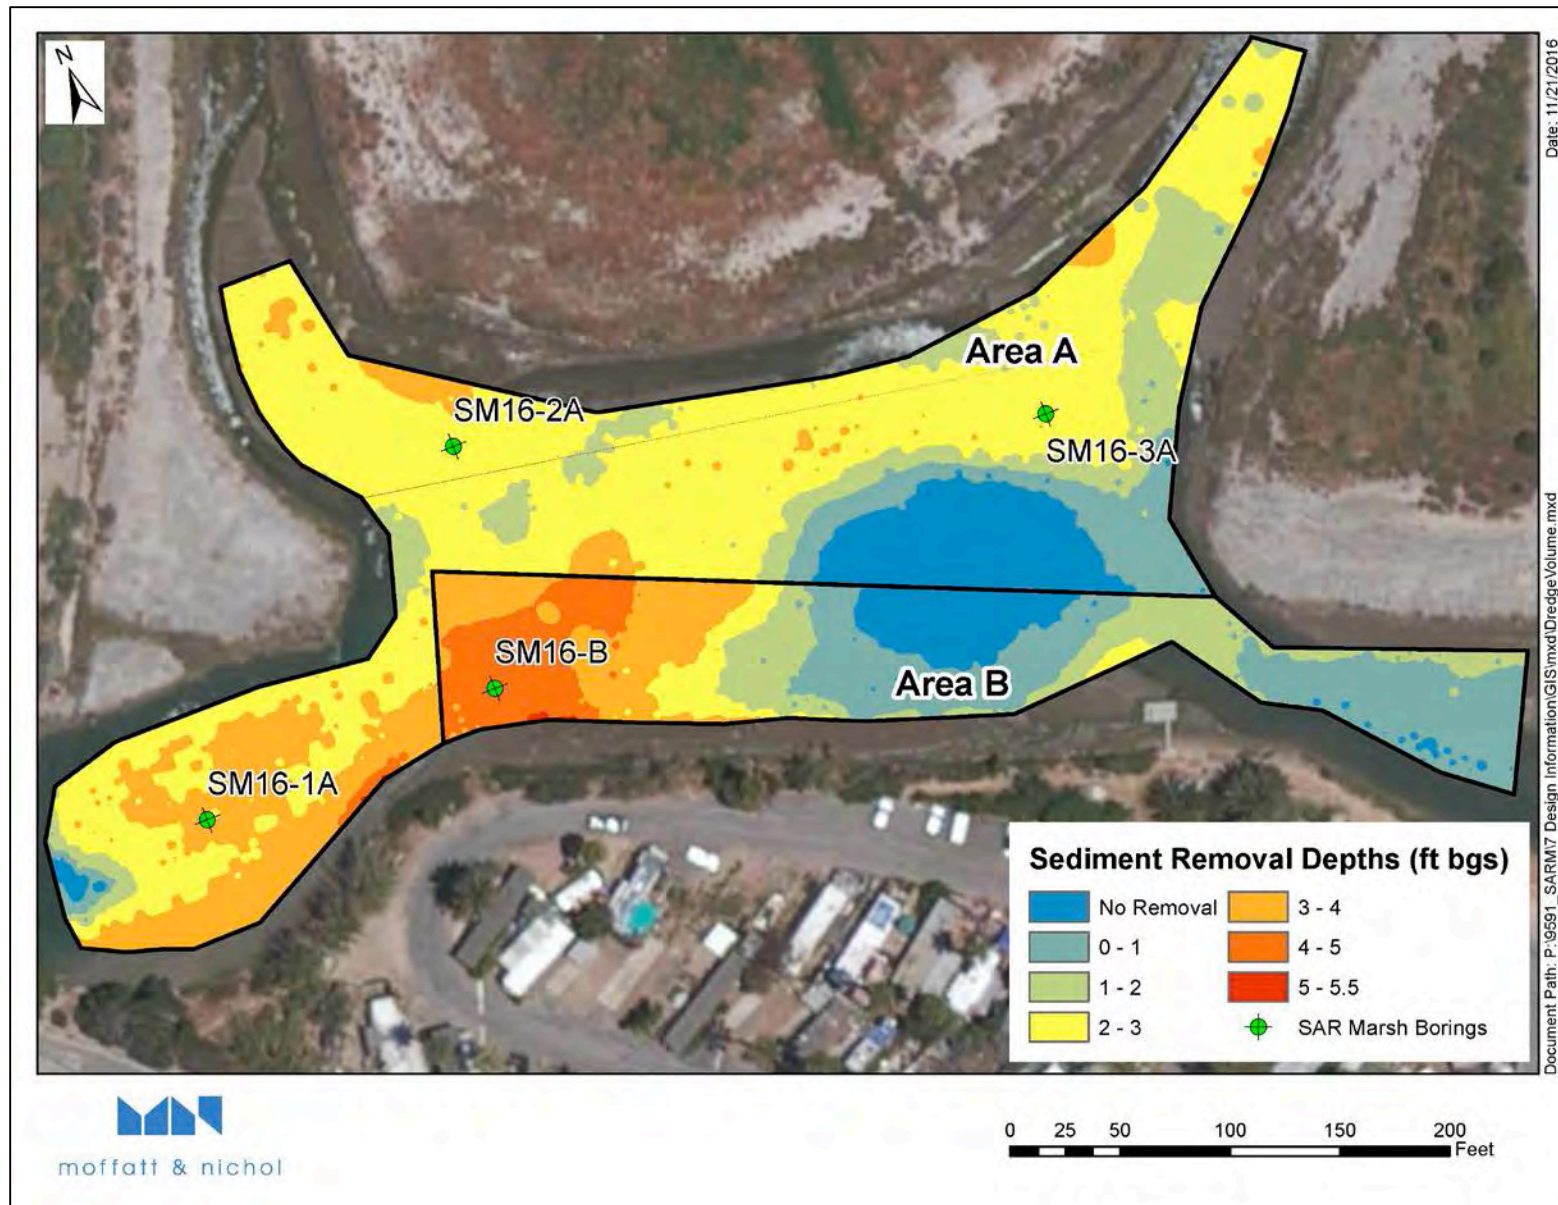 N
Date: 11/21/2016
Area A
SM16-2A
SM16-3A
SM16-B
Area B
SM16-1A
Sediment Removal Depths (ft bgs)
No Removal
0 - 1
1 - 2
2 - 3
3 - 4
4 - 5
5 - 5.5
SAR Marsh Borings
Document Path: P:\9591_SARSM\7 Design Information\GIS\mxd\DredgeVolume.mxd
moffatt & nichol
0 25 50 100 150 200
Feet